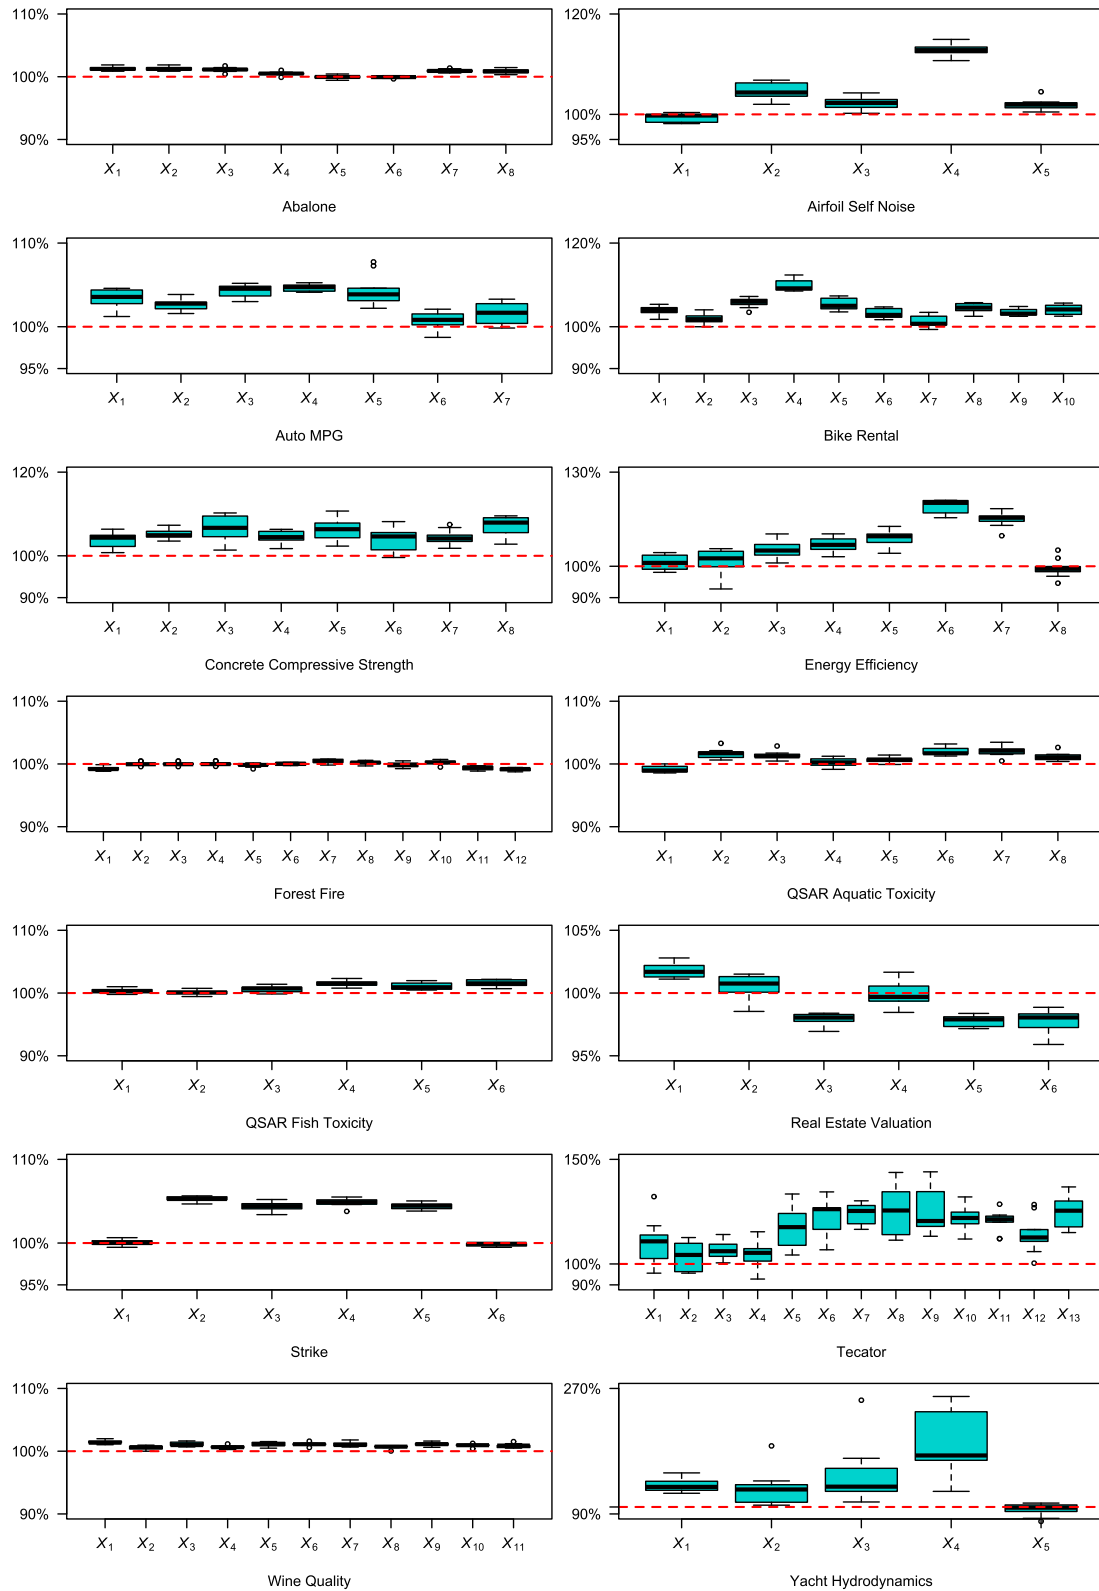 110%
100%
90%
X1 X2 X3 X4 X5 X6 X7 X8
Abalone
120%
100%
95%
X1 X2 X3 X4 X5
Airfoil Self Noise
110%
100%
95%
X1 X2 X3 X4 X5 X6 X7
Auto MPG
120%
100%
90%
X1 X2 X3 X4 X5 X6 X7 X8 X9 X10
Bike Rental
120%
100%
90%
X1 X2 X3 X4 X5 X6 X7 X8
Concrete Compressive Strength
130%
100%
90%
X1 X2 X3 X4 X5 X6 X7 X8
Energy Efficiency
110%
100%
90%
X1 X2 X3 X4 X5 X6 X7 X8 X9 X10 X11 X12
Forest Fire
110%
100%
90%
X1 X2 X3 X4 X5 X6 X7 X8
QSAR Aquatic Toxicity
110%
100%
90%
X1 X2 X3 X4 X5 X6
QSAR Fish Toxicity
105%
100%
95%
X1 X2 X3 X4 X5 X6
Real Estate Valuation
110%
100%
95%
X1 X2 X3 X4 X5 X6
Strike
150%
100%
90%
X1 X2 X3 X4 X5 X6 X7 X8 X9 X10 X11 X12 X13
Tecator
110%
100%
90%
X1 X2 X3 X4 X5 X6 X7 X8 X9 X10 X11
Wine Quality
270%
90%
X1 X2 X3 X4 X5
Yacht Hydrodynamics